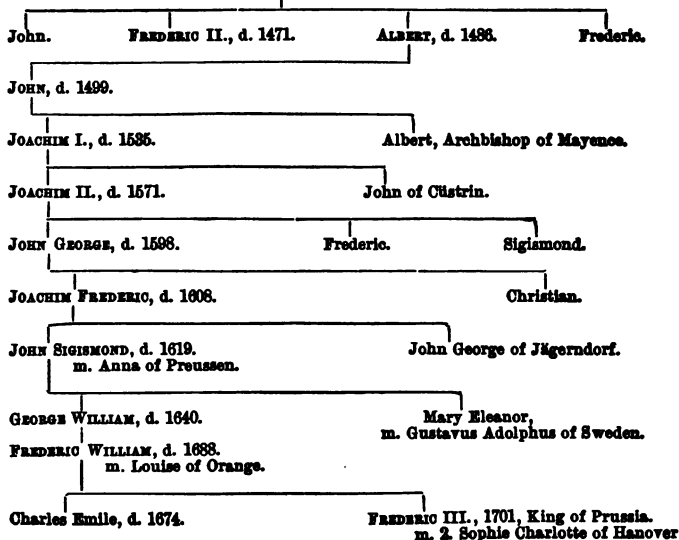 John. FREDERIC II., d. 1471. ALBERT, d. 1486. Frederic.
JOHN, d. 1499.
JOACHIM I., d. 1535. Albert, Archbishop of Mayence.
JOACHIM II., d. 1571. John of Cüstrin.
JOHN GEORGE, d. 1598. Frederic. Sigismond.
JOACHIM FREDERIC, d. 1608. Christian.
JOHN SIGISMOND, d. 1619. John George of Jägerndorf.
m. Anna of Preussen.
GEORGE WILLIAM, d. 1640. Mary Eleanor,
m. Gustavus Adolphus of Sweden.
FREDERIC WILLIAM, d. 1688.
m. Louise of Orange.
Charles Emile, d. 1674. FREDERIC III., 1701, King of Prussia.
m. 2. Sophie Charlotte of Hanover